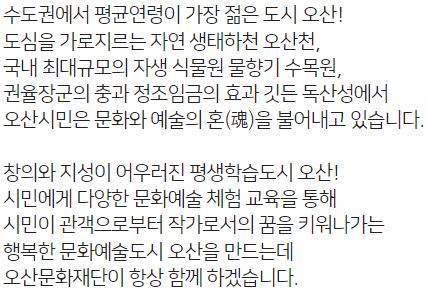 수도권에서 평균연령이 가장 젊은 도시 오산!
도심을 가로지르는 자연 생태하천 오산천,
국내 최대규모의 자생 식물원 물향기 수목원,
권율장군의 충과 정조임금의 효과 깃든 독산성에서
오산시민은 문화와 예술의 혼(魂)을 불어내고 있습니다.
창의와 지성이 어우러진 평생학습도시 오산!
시민에게 다양한 문화예술 체험 교육을 통해
시민이 관객으로부터 작가로서의 꿈을 키워나가는
행복한 문화예술도시 오산을 만드는데
오산문화재단이 항상 함께 하겠습니다.